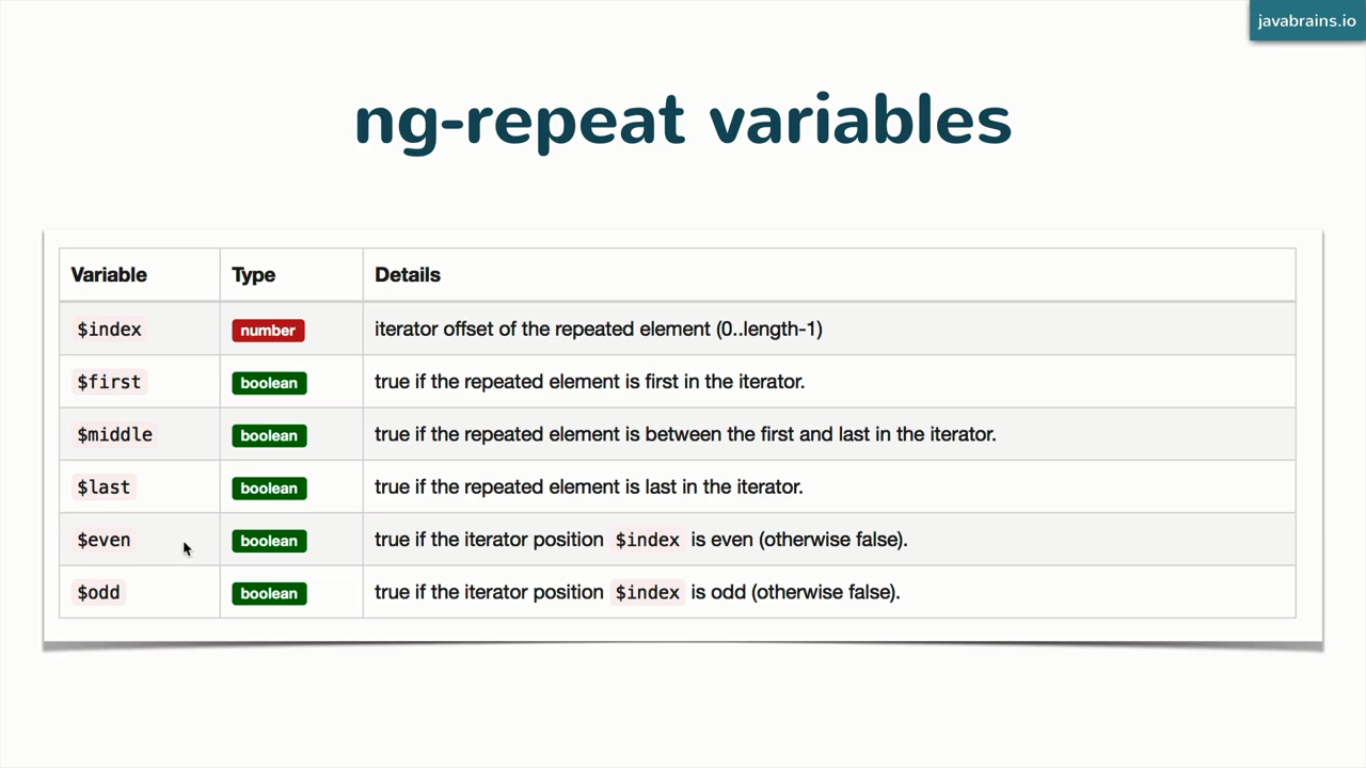 javabrains.io
ng-repeat variables
Variable Type Details
$index number iterator offset of the repeated element (0..length-1)
$first boolean true if the repeated element is first in the iterator.
$middle boolean true if the repeated element is between the first and last in the iterator.
$last boolean true if the repeated element is last in the iterator.
$even boolean true if the iterator position $index is even (otherwise false).
$odd boolean true if the iterator position $index is odd (otherwise false).